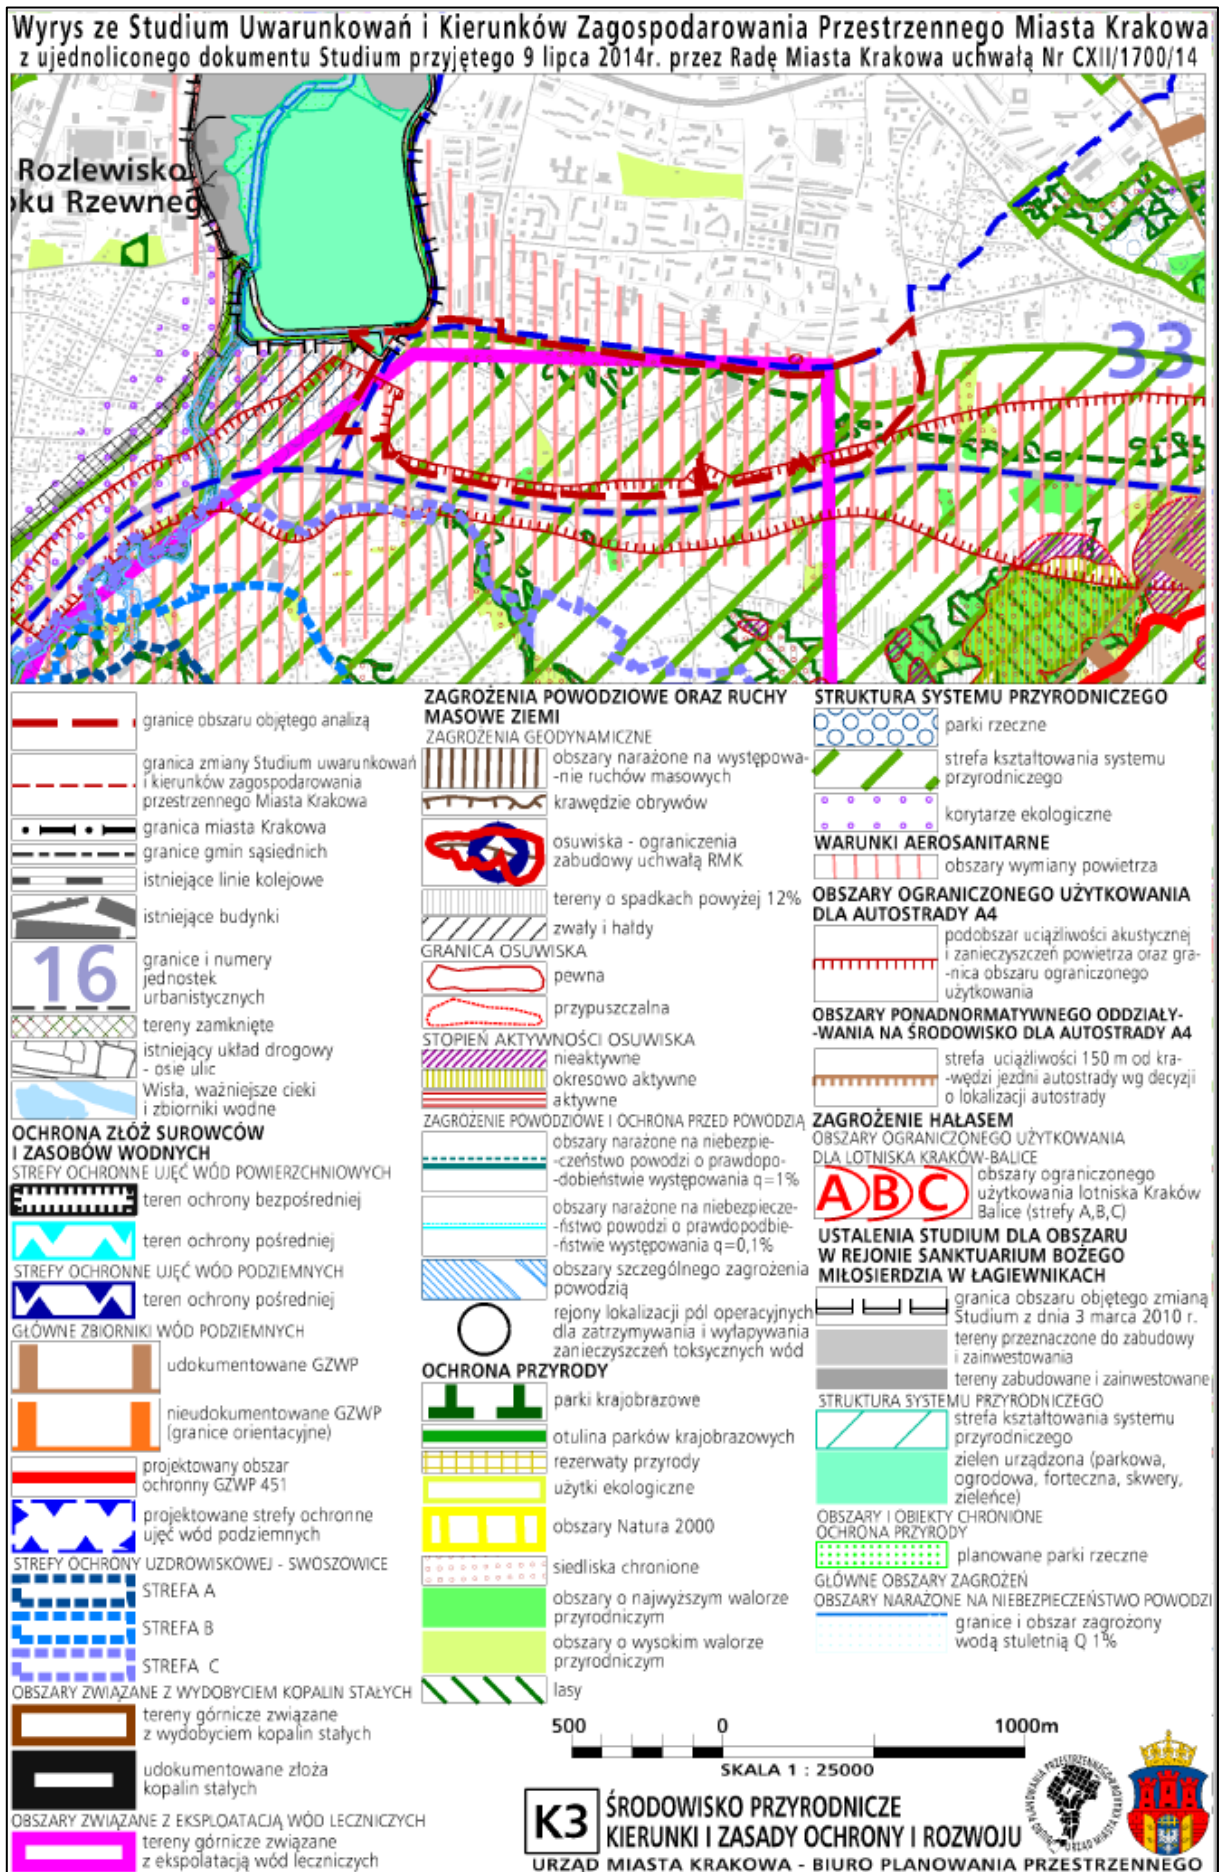 Wyrys ze Studium Uwarunkowań i Kierunków Zagospodarowania Przestrzennego Miasta Krakowa
z ujednoliconego dokumentu Studium przyjętego 9 lipca 2014r. przez Radę Miasta Krakowa uchwałą Nr CXII/1700/14
Rozlewisko
oku Rzewneg
33
granice obszaru objętego analizą
granica zmiany Studium uwarunkowań
i kierunków zagospodarowania
przestrzennego Miasta Krakowa
granica miasta Krakowa
granice gmin sąsiednich
istniejące linie kolejowe
istniejące budynki
16
granice i numery
jednostek
urbanistycznych
tereny zamknięte
istniejący układ drogowy
- osie ulic
Wisła, ważniejsze cieki
i zbiorniki wodne
OCHRONA ZŁÓŻ SUROWCÓW
I ZASOBÓW WODNYCH
STREFY OCHRONNE UJĘĆ WÓD POWIERZCHNIOWYCH
teren ochrony bezpośredniej
teren ochrony pośredniej
STREFY OCHRONNE UJĘĆ WÓD PODZIEMNYCH
teren ochrony pośredniej
GŁÓWNE ZBIORNIKI WÓD PODZIEMNYCH
udokumentowane GZWP
nieudokumentowane GZWP
(granice orientacyjne)
projektowany obszar
ochronny GZWP 451
projektowane strefy ochronne
ujęć wód podziemnych
STREFY OCHRONY UZDROWISKOWEJ - SWOSZOWICE
STREFA A
STREFA B
STREFA C
OBSZARY ZWIĄZANE Z WYDOBYCIEM KOPALIN STAŁYCH
tereny górnicze związane
z wydobyciem kopalin stałych
udokumentowane złoża
kopalin stałych
OBSZARY ZWIĄZANE Z EKSPLOATACJĄ WÓD LECZNICZYCH
tereny górnicze związane
z ekspolatacją wód leczniczych
ZAGROŻENIA POWODZIOWE ORAZ RUCHY
MASOWE ZIEMI
ZAGROŻENIA GEODYNAMICZNE
obszary narażone na występowa-
-nie ruchów masowych
krawędzie obrywów
osuwiska - ograniczenia
zabudowy uchwałą RMK
tereny o spadkach powyżej 12%
zwały i hałdy
GRANICA OSUWISKA
pewna
przypuszczalna
STOPIEŃ AKTYWNOŚCI OSUWISKA
nieaktywne
okresowo aktywne
aktywne
ZAGROŻENIE POWODZIOWE I OCHRONA PRZED POWODZIĄ
obszary narażone na niebezpie-
-czeństwo powodzi o prawdopo-
-dobieństwie występowania q=1%
obszary narażone na niebezpiecze-
-ństwo powodzi o prawdopodbie-
-ństwie występowania q=0,1%
obszary szczególnego zagrożenia
powodzią
rejony lokalizacji pól operacyjnych
dla zatrzymywania i wyłapywania
zanieczyszczeń toksycznych wód
OCHRONA PRZYRODY
parki krajobrazowe
otulina parków krajobrazowych
rezerwaty przyrody
użytki ekologiczne
obszary Natura 2000
siedliska chronione
obszary o najwyższym walorze
przyrodniczym
obszary o wysokim walorze
przyrodniczym
lasy
STRUKTURA SYSTEMU PRZYRODNICZEGO
parki rzeczne
strefa kształtowania systemu
przyrodniczego
korytarze ekologiczne
WARUNKI AEROSANITARNE
obszary wymiany powietrza
OBSZARY OGRANICZONEGO UŻYTKOWANIA
DLA AUTOSTRADY A4
podobszar uciążliwości akustycznej
i zanieczyszczeń powietrza oraz gra-
-nica obszaru ograniczonego
użytkowania
OBSZARY PONADNORMATYWNEGO ODDZIAŁY-
-WANIA NA ŚRODOWISKO DLA AUTOSTRADY A4
strefa uciążliwości 150 m od kra-
-wędzi jezdni autostrady wg decyzji
o lokalizacji autostrady
ZAGROŻENIE HAŁASEM
OBSZARY OGRANICZONEGO UŻYTKOWANIA
DLA LOTNISKA KRAKÓW-BALICE
ABC
obszary ograniczonego
użytkowania lotniska Kraków
Balice (strefy A,B,C)
USTALENIA STUDIUM DLA OBSZARU
W REJONIE SANKTUARIUM BOŻEGO
MIŁOSIERDZIA W ŁAGIEWNIKACH
granica obszaru objętego zmianą
Studium z dnia 3 marca 2010 r.
tereny przeznaczone do zabudowy
i zainwestowania
tereny zabudowane i zainwestowane
STRUKTURA SYSTEMU PRZYRODNICZEGO
strefa kształtowania systemu
przyrodniczego
zieleń urządzona (parkowa,
ogrodowa, forteczna, skwery,
zieleńce)
OBSZARY I OBIEKTY CHRONIONE
OCHRONA PRZYRODY
planowane parki rzeczne
GŁÓWNE OBSZARY ZAGROŻEŃ
OBSZARY NARAŻONE NA NIEBEZPIECZEŃSTWO POWODZI
granice i obszar zagrożony
wodą stuletnią Q 1%
500 0 1000m
SKALA 1 : 25000
K3
ŚRODOWISKO PRZYRODNICZE
KIERUNKI I ZASADY OCHRONY I ROZWOJU
URZĄD MIASTA KRAKOWA - BIURO PLANOWANIA PRZESTRZENNEGO